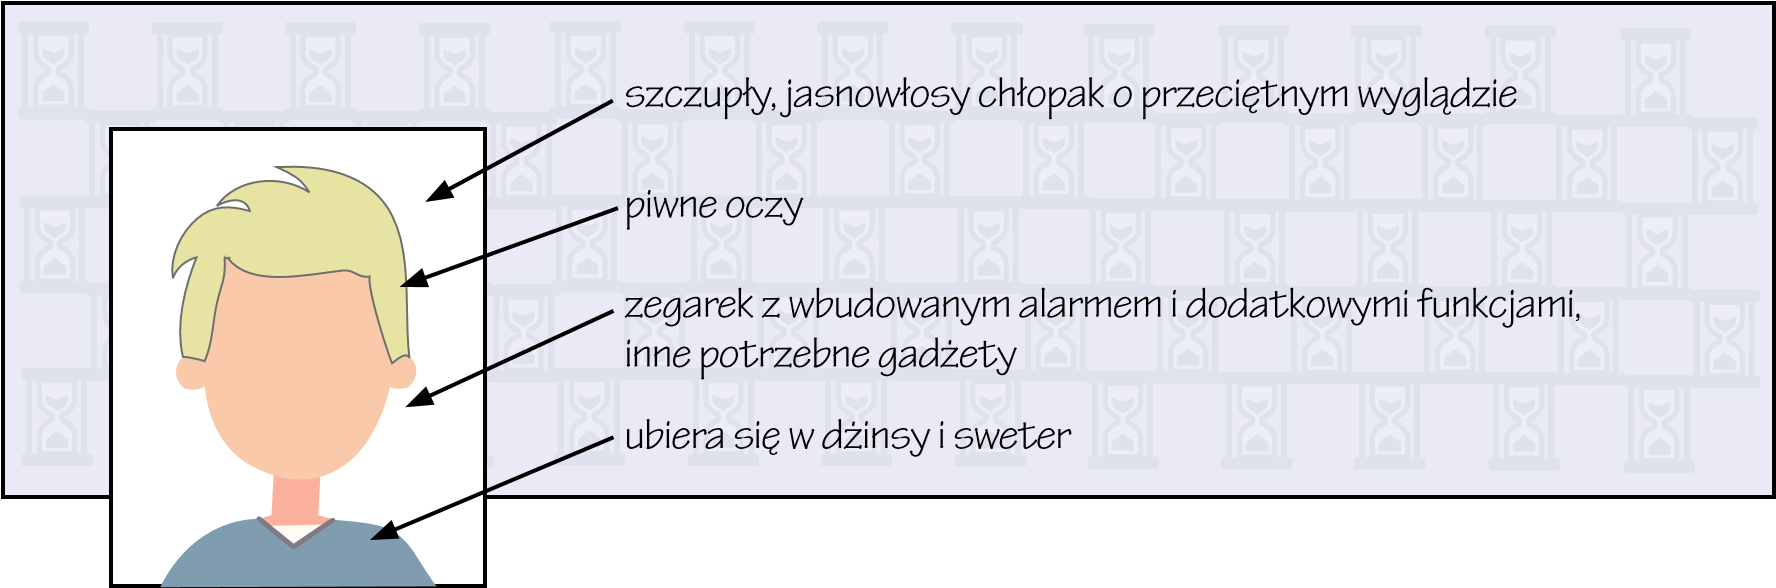 szczupły, jasnowłosy chłopak o przeciętnym wyglądzie
piwne oczy
zegarek z wbudowanym alarmem i dodatkowymi funkcjami,
inne potrzebne gadżety
ubiera się w dżinsy i sweter